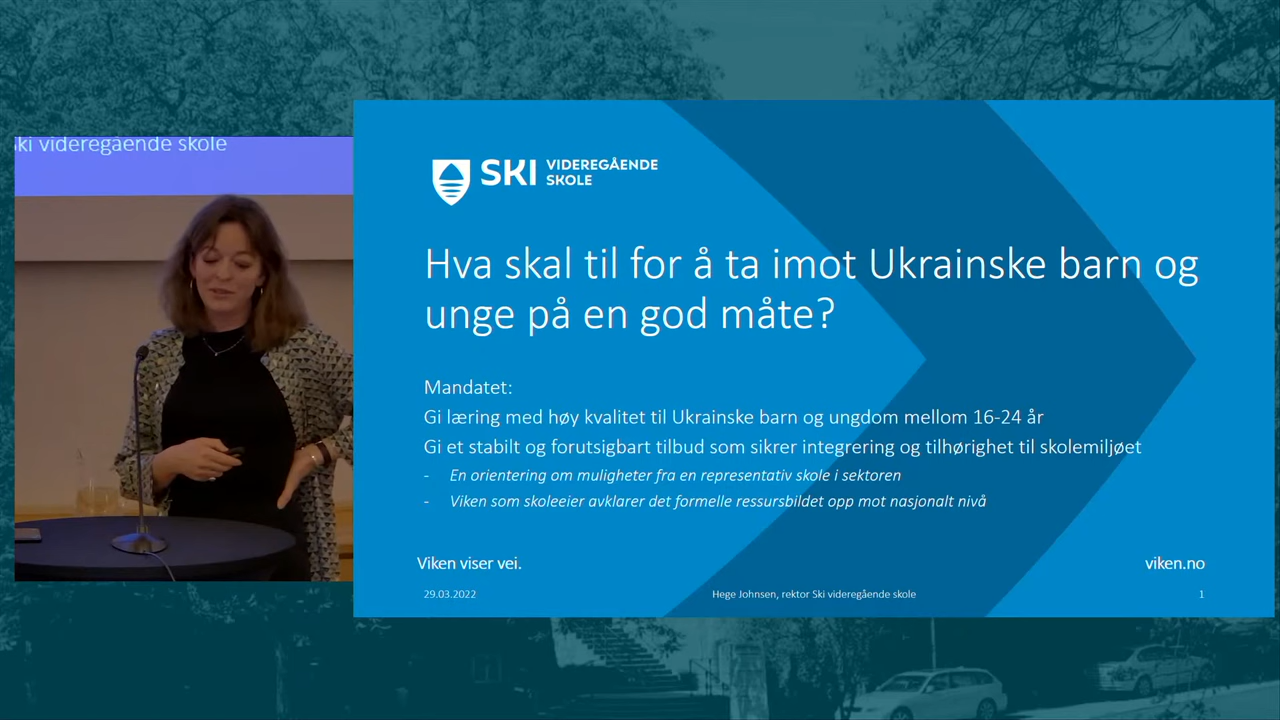 ski videregående skole
SKI VIDEREGÅENDE
SKOLE
Hva skal til for å ta imot Ukrainske barn og
unge på en god måte?
Mandatet:
Gi læring med høy kvalitet til Ukrainske barn og ungdom mellom 16-24 år
Gi et stabilt og forutsigbart tilbud som sikrer integrering og tilhørighet til skolemiljøet
- En orientering om muligheter fra en representativ skole i sektoren
- Viken som skoleeier avklarer det formelle ressursbildet opp mot nasjonalt nivå
Viken viser vei. viken.no
29.03.2022 Hege Johnsen, rektor Ski videregående skole 1